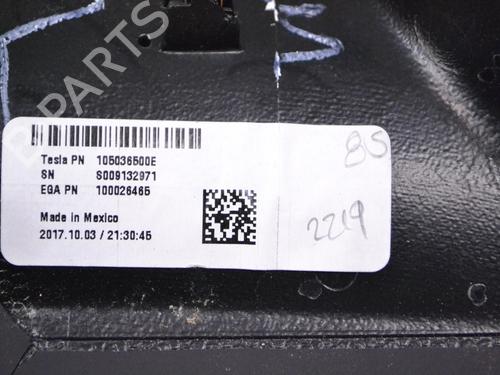 B-PARTS
Tesla PN 105036500E
SN S009132971
EGA PN 100026465
Made in Mexico
2017.10.03 / 21:30:45
85
2219